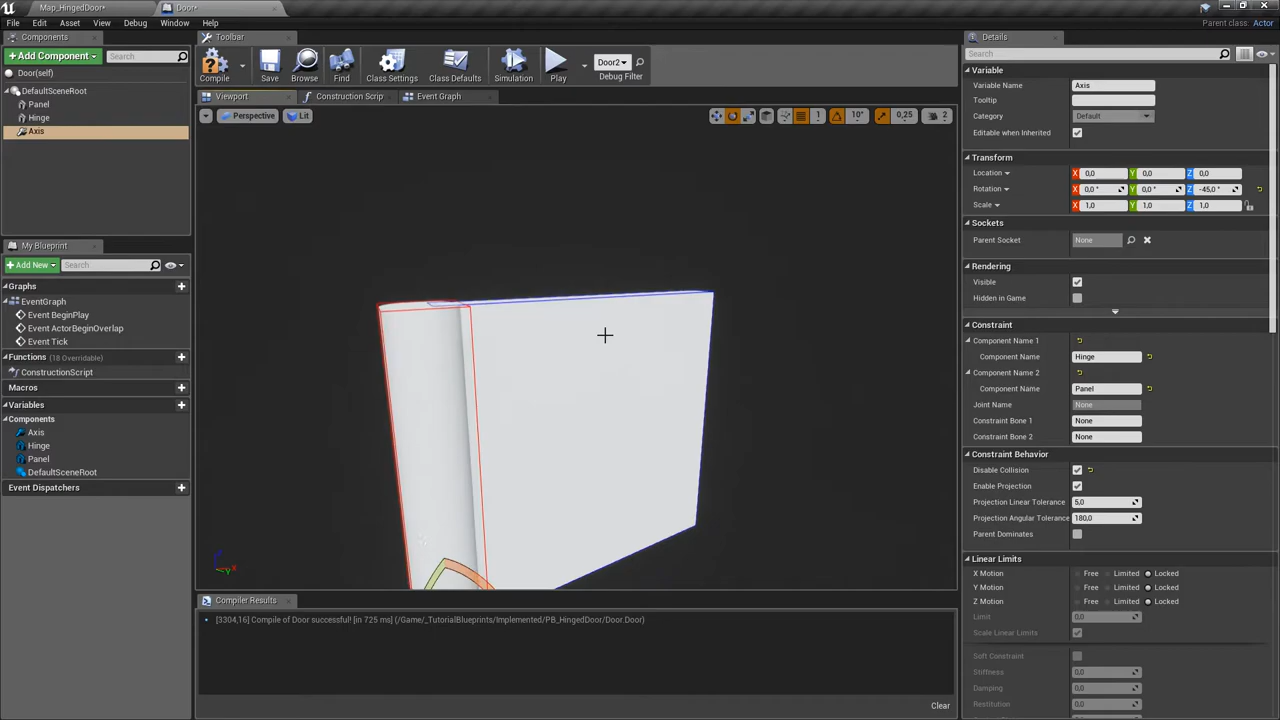 Map_HingedDoor*
Door*
File Edit Asset View Debug Window Help
Parent class: Actor
Components
+ Add Component
Search
Door(self)
DefaultSceneRoot
Panel
Hinge
Axis
My Blueprint
+ Add New
Search
Graphs
EventGraph
Event BeginPlay
Event ActorBeginOverlap
Event Tick
Functions (18 Overridable)
ConstructionScript
Macros
Variables
Components
Axis
Hinge
Panel
DefaultSceneRoot
Event Dispatchers
Toolbar
Compile
Save
Browse
Find
Class Settings
Class Defaults
Simulation
Play
Door2
Debug Filter
Viewport
Construction Scrip
Event Graph
Perspective
Lit
1
10°
0,25
2
X
Y
Compiler Results
[3304,16] Compile of Door successful! [in 725 ms] (/Game/_TutorialBlueprints/Implemented/PB_HingedDoor/Door.Door)
Clear
Details
Search
Variable
Variable Name Axis
Tooltip
Category Default
Editable when Inherited
Transform
Location X 0,0 Y 0,0 Z 0,0
Rotation X 0,0 ° Y 0,0 ° Z -45,0 °
Scale X 1,0 Y 1,0 Z 1,0
Sockets
Parent Socket None
Rendering
Visible
Hidden in Game
Constraint
Component Name 1
Component Name Hinge
Component Name 2
Component Name Panel
Joint Name None
Constraint Bone 1 None
Constraint Bone 2 None
Constraint Behavior
Disable Collision
Enable Projection
Projection Linear Tolerance 5,0
Projection Angular Tolerance 180,0
Parent Dominates
Linear Limits
X Motion Free Limited Locked
Y Motion Free Limited Locked
Z Motion Free Limited Locked
Limit 0,0
Scale Linear Limits
Soft Constraint
Stiffness 0,0
Damping 0,0
Restitution 0,0